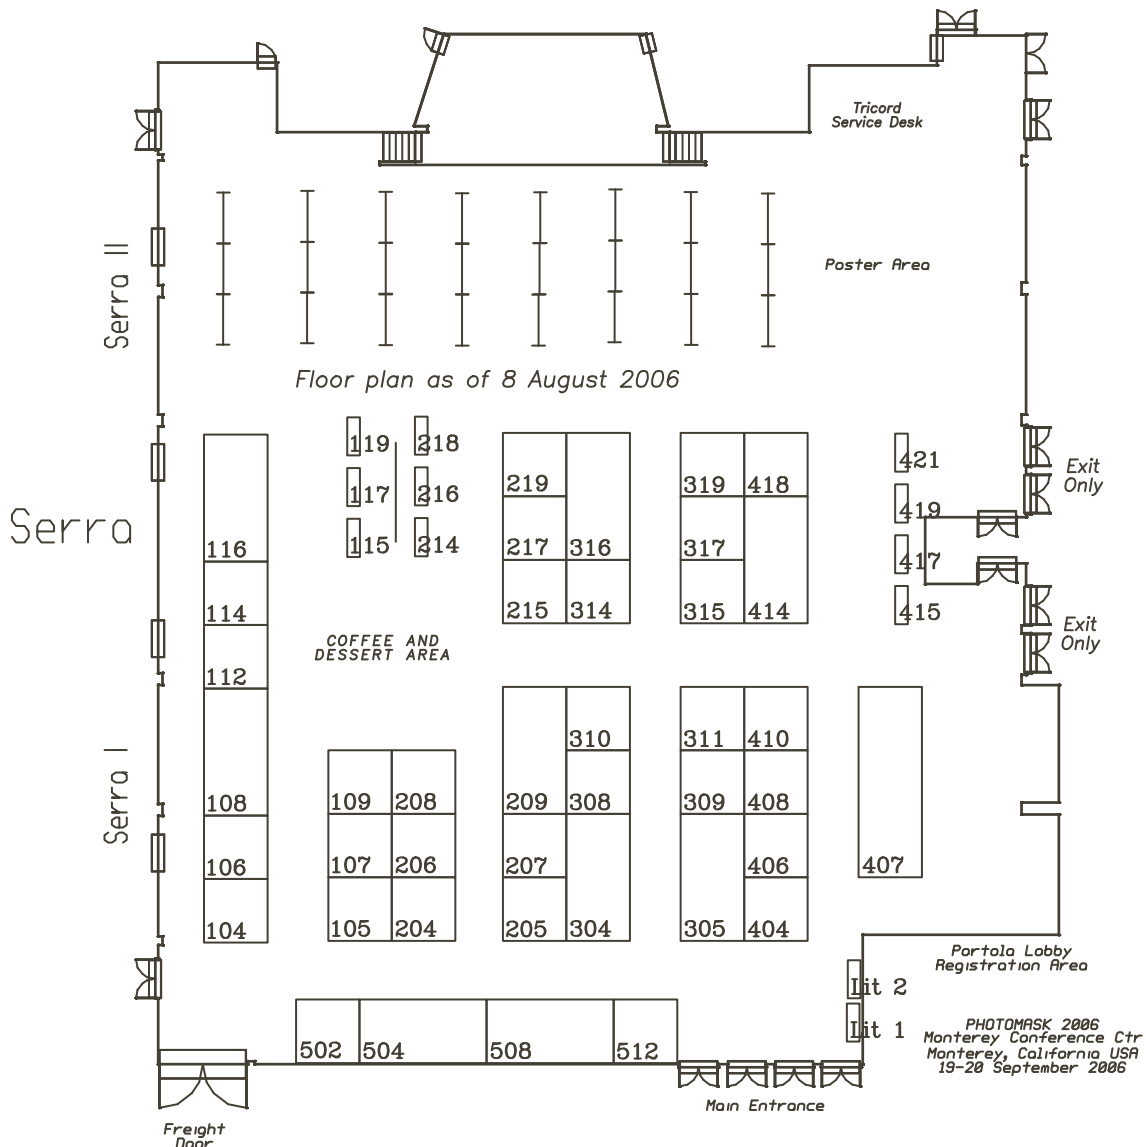 Tricord
Service Desk
Serra II
Poster Area
Floor plan as of 8 August 2006
119 218
219 319 418 421
Exit
Only
117 216
419
Serra
116 115 214 217 316 317 417
114 215 314 315 414 415
Exit
Only
COFFEE AND
DESSERT AREA
112
310 311 410
Serra I
108 109 208 209 308 309 408
106 107 206 207 406 407
104 105 204 205 304 305 404
Portola Lobby
Registration Area
Lit 2
Lit 1
502 504 508 512
PHOTOMASK 2006
Monterey Conference Ctr
Monterey, California USA
19-20 September 2006
Main Entrance
Freight
Door